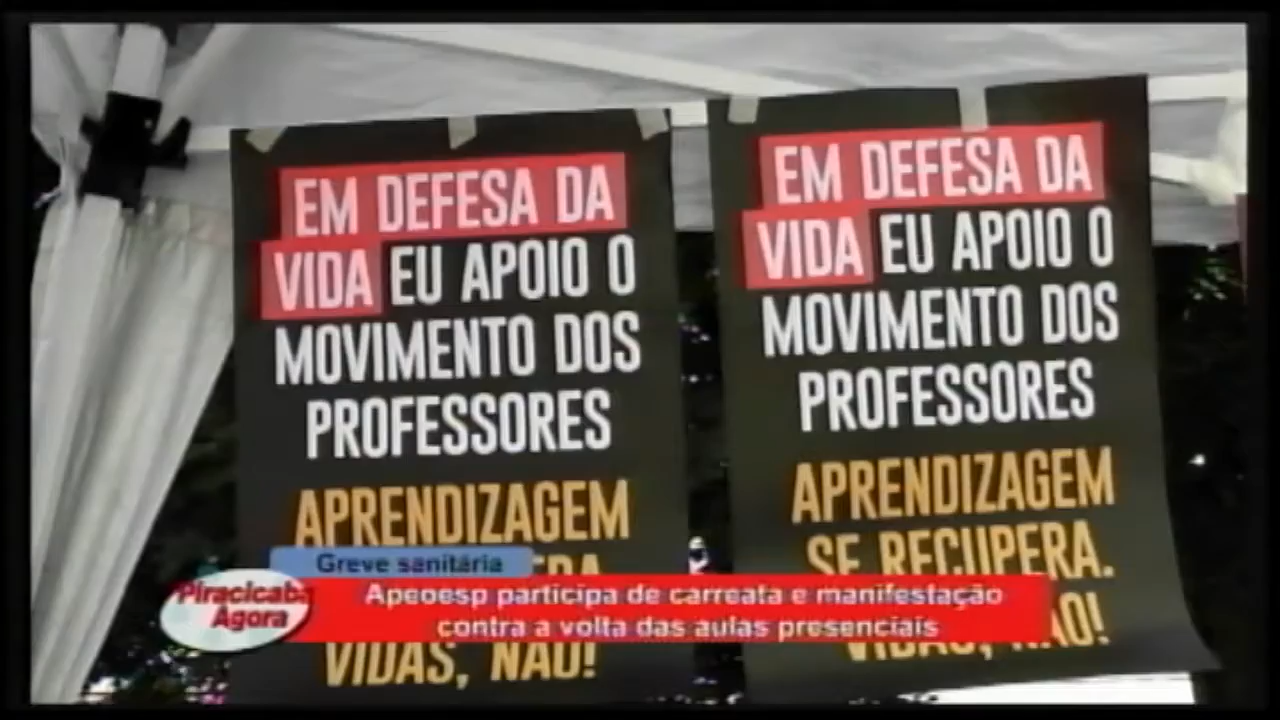 EM DEFESA DA
VIDA EU APOIO O
MOVIMENTO DOS
PROFESSORES
APRENDIZAGEM
VIDAS, NÃO!
EM DEFESA DA
VIDA EU APOIO O
MOVIMENTO DOS
PROFESSORES
APRENDIZAGEM
SE RECUPERA.
VIDAS, NÃO!
Greve sanitária
Piracicaba
Agora
Apeoesp participa de carreata e manifestação
contra a volta das aulas presenciais